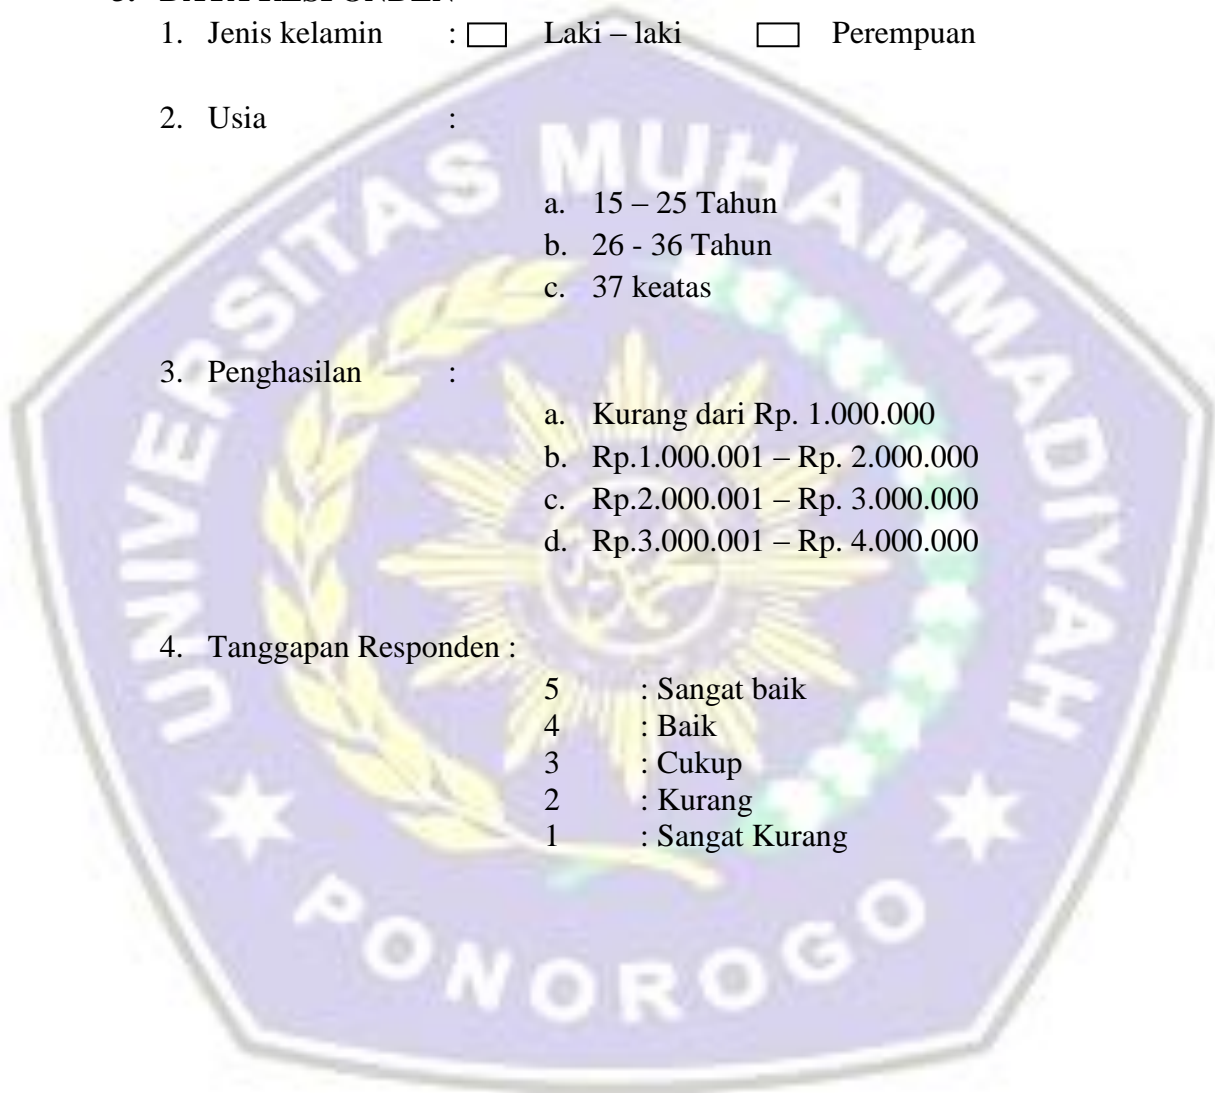 1. Jenis kelamin : Laki – laki Perempuan
2. Usia :
a. 15 – 25 Tahun
b. 26 - 36 Tahun
c. 37 keatas
3. Penghasilan :
a. Kurang dari Rp. 1.000.000
b. Rp.1.000.001 – Rp. 2.000.000
c. Rp.2.000.001 – Rp. 3.000.000
d. Rp.3.000.001 – Rp. 4.000.000
4. Tanggapan Responden :
5 : Sangat baik
4 : Baik
3 : Cukup
2 : Kurang
1 : Sangat Kurang
UNIVERSITAS MUHAMMADIYAH
PONOROGO